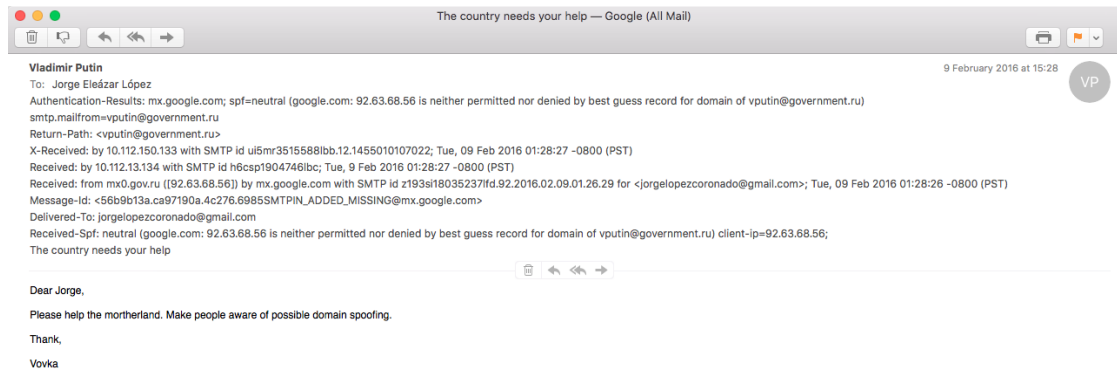 The country needs your help — Google (All Mail)
Vladimir Putin
9 February 2016 at 15:28
VP
To: Jorge Eleázar López
Authentication-Results: mx.google.com; spf=neutral (google.com: 92.63.68.56 is neither permitted nor denied by best guess record for domain of vputin@government.ru)
smtp.mailfrom=vputin@government.ru
Return-Path: <vputin@government.ru>
X-Received: by 10.112.150.133 with SMTP id ui5mr3515588lbb.12.1455010107022; Tue, 09 Feb 2016 01:28:27 -0800 (PST)
Received: by 10.112.13.134 with SMTP id h6csp1904746lbc; Tue, 9 Feb 2016 01:28:27 -0800 (PST)
Received: from mx0.gov.ru ([92.63.68.56]) by mx.google.com with SMTP id z193si18035237lfd.92.2016.02.09.01.26.29 for <jorgelopezcoronado@gmail.com>; Tue, 09 Feb 2016 01:28:26 -0800 (PST)
Message-Id: <56b9b13a.ca97190a.4c276.6985SMTPIN_ADDED_MISSING@mx.google.com>
Delivered-To: jorgelopezcoronado@gmail.com
Received-Spf: neutral (google.com: 92.63.68.56 is neither permitted nor denied by best guess record for domain of vputin@government.ru) client-ip=92.63.68.56;
The country needs your help
Dear Jorge,
Please help the mortherland. Make people aware of possible domain spoofing.
Thank,
Vovka